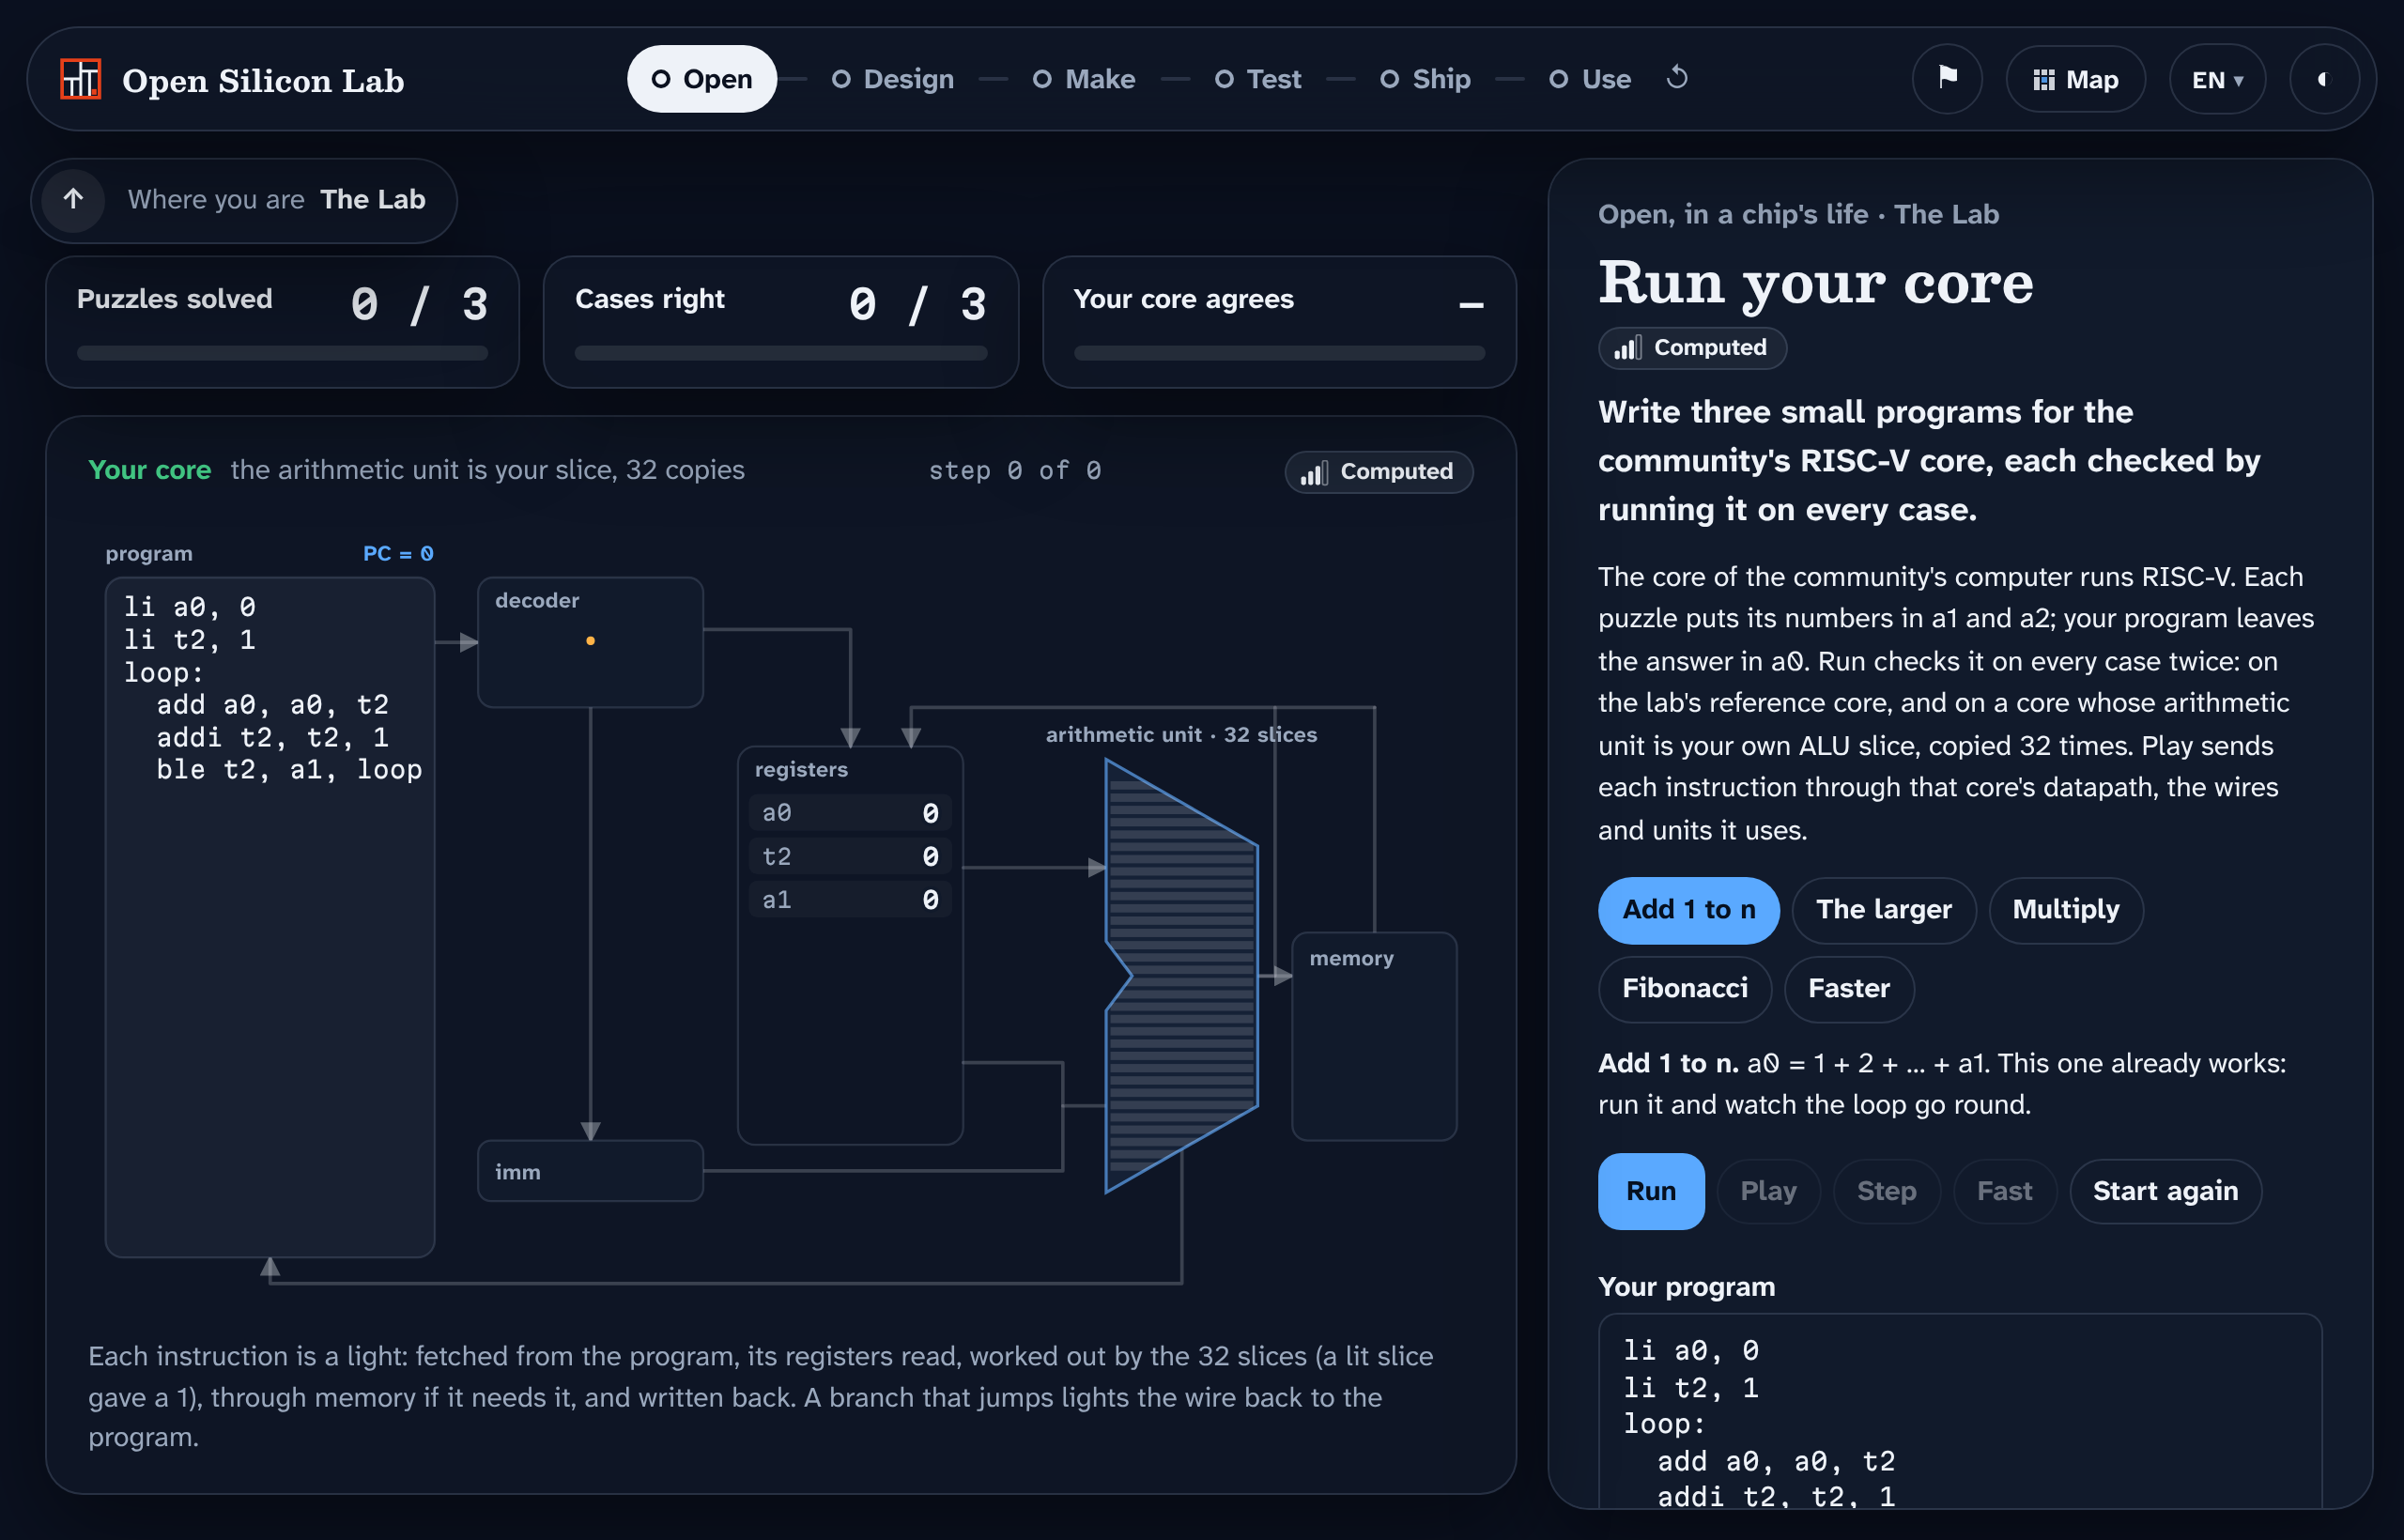 Open Silicon Lab
Open
Design
Make
Test
Ship
Use
Map
EN
Where you are The Lab
Puzzles solved 0 / 3
Cases right 0 / 3
Your core agrees –
Your core the arithmetic unit is your slice, 32 copies
step 0 of 0
Computed
program
PC = 0
li a0, 0
li t2, 1
loop:
add a0, a0, t2
addi t2, t2, 1
ble t2, a1, loop
decoder
arithmetic unit · 32 slices
registers
a0 0
t2 0
a1 0
memory
imm
Each instruction is a light: fetched from the program, its registers read, worked out by the 32 slices (a lit slice
gave a 1), through memory if it needs it, and written back. A branch that jumps lights the wire back to the
program.
Open, in a chip's life · The Lab
Run your core
Computed
Write three small programs for the
community's RISC-V core, each checked by
running it on every case.
The core of the community's computer runs RISC-V. Each
puzzle puts its numbers in a1 and a2; your program leaves
the answer in a0. Run checks it on every case twice: on
the lab's reference core, and on a core whose arithmetic
unit is your own ALU slice, copied 32 times. Play sends
each instruction through that core's datapath, the wires
and units it uses.
Add 1 to n
The larger
Multiply
Fibonacci
Faster
Add 1 to n. a0 = 1 + 2 + ... + a1. This one already works:
run it and watch the loop go round.
Run
Play
Step
Fast
Start again
Your program
li a0, 0
li t2, 1
loop:
add a0, a0, t2
addi t2, t2, 1